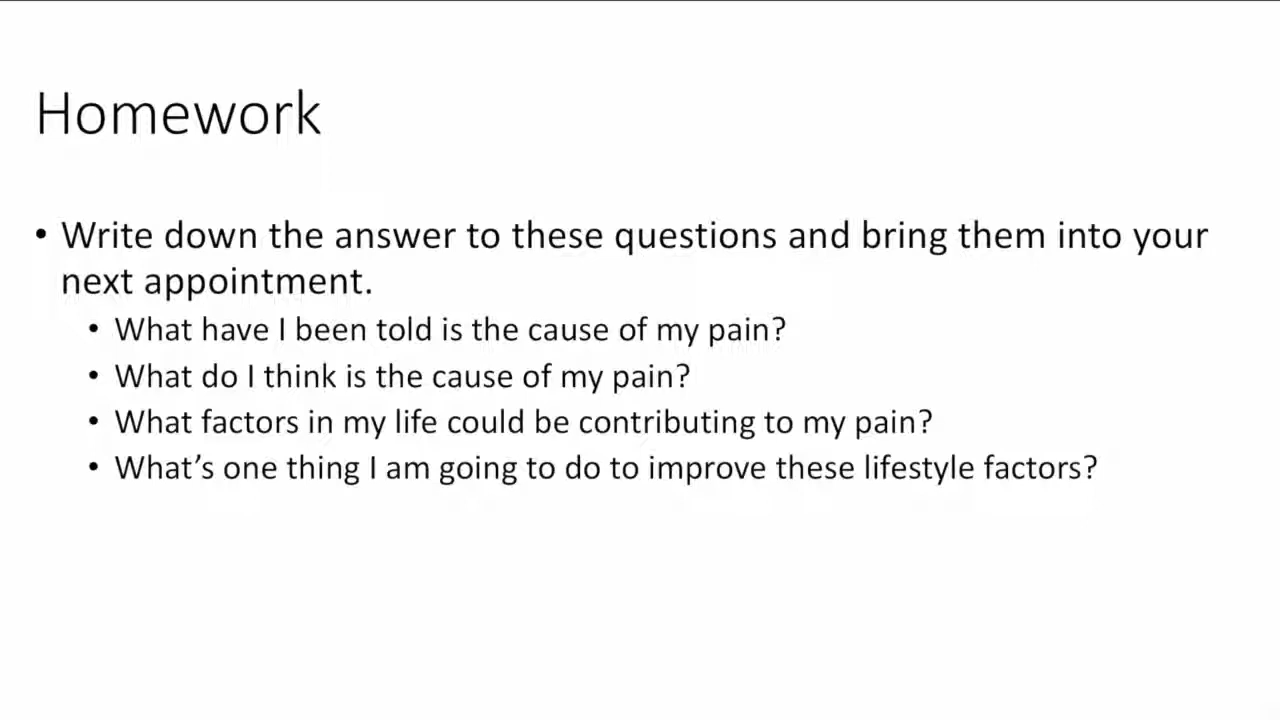 Homework
• Write down the answer to these questions and bring them into your
next appointment.
• What have I been told is the cause of my pain?
• What do I think is the cause of my pain?
• What factors in my life could be contributing to my pain?
• What’s one thing I am going to do to improve these lifestyle factors?